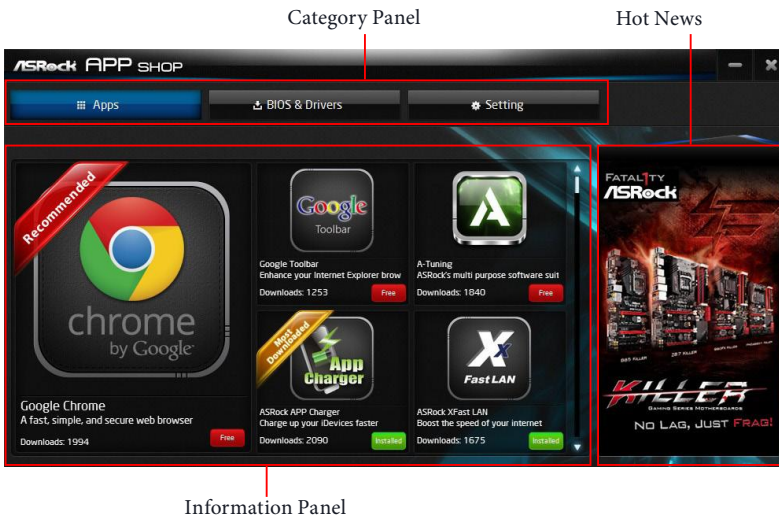 Category Panel
Hot News
ASRock APP SHOP
Apps
BIOS & Drivers
Setting
Recommended
chrome
by Google
Google Chrome
A fast, simple, and secure web browser
Downloads: 1994
Free
Google
Toolbar
Google Toolbar
Enhance your Internet Explorer brow
Downloads: 1253
Free
A-Tuning
ASRock's multi purpose software suit
Downloads: 1840
Free
Most
Downloaded
App
Charger
ASRock APP Charger
Charge up your iDevices faster
Downloads: 2090
Installed
Fast LAN
ASRock XFast LAN
Boost the speed of your internet
Downloads: 1675
Installed
FATAL1TY
ASRock
KILLER
GAMING SERIES MOTHERBOARDS
NO LAG, JUST FRAG!
Information Panel